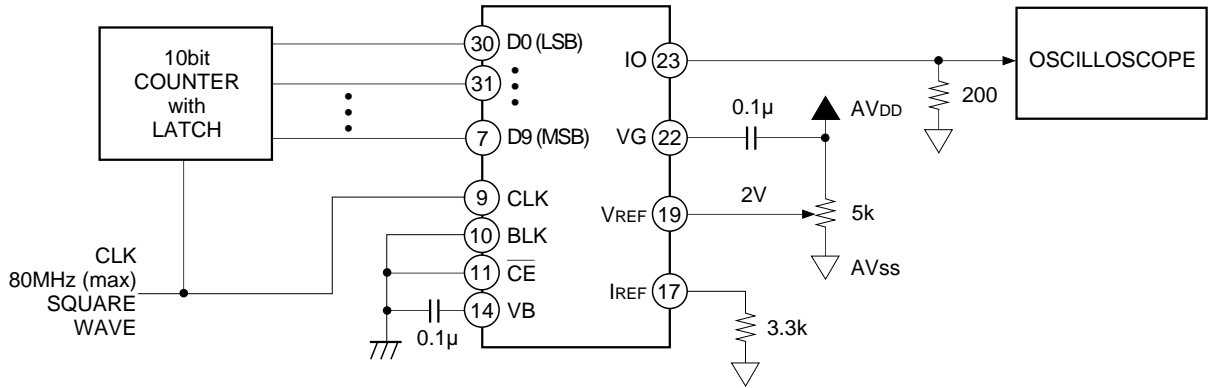 10bit
COUNTER
with
LATCH
CLK
80MHz (max)
SQUARE
WAVE
30 D0 (LSB)
31
7 D9 (MSB)
9 CLK
10 BLK
11 CE
14 VB
0.1µ
IO 23
VG 22
VREF 19
IREF 17
0.1µ
AVDD
2V
5k
AVss
3.3k
200
OSCILLOSCOPE